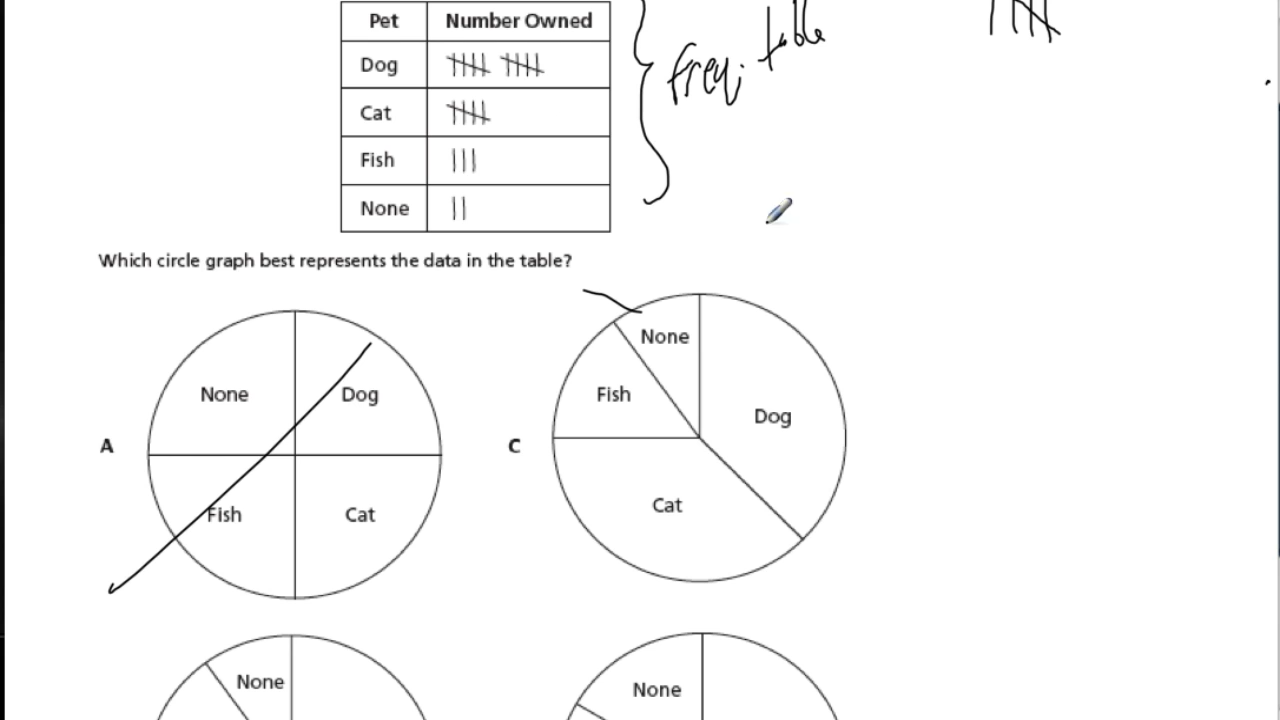 Pet Number Owned
Dog
Cat
Fish
None
freq. table
Which circle graph best represents the data in the table?
A
None
Dog
Fish
Cat
C
None
Fish
Dog
Cat
None
None